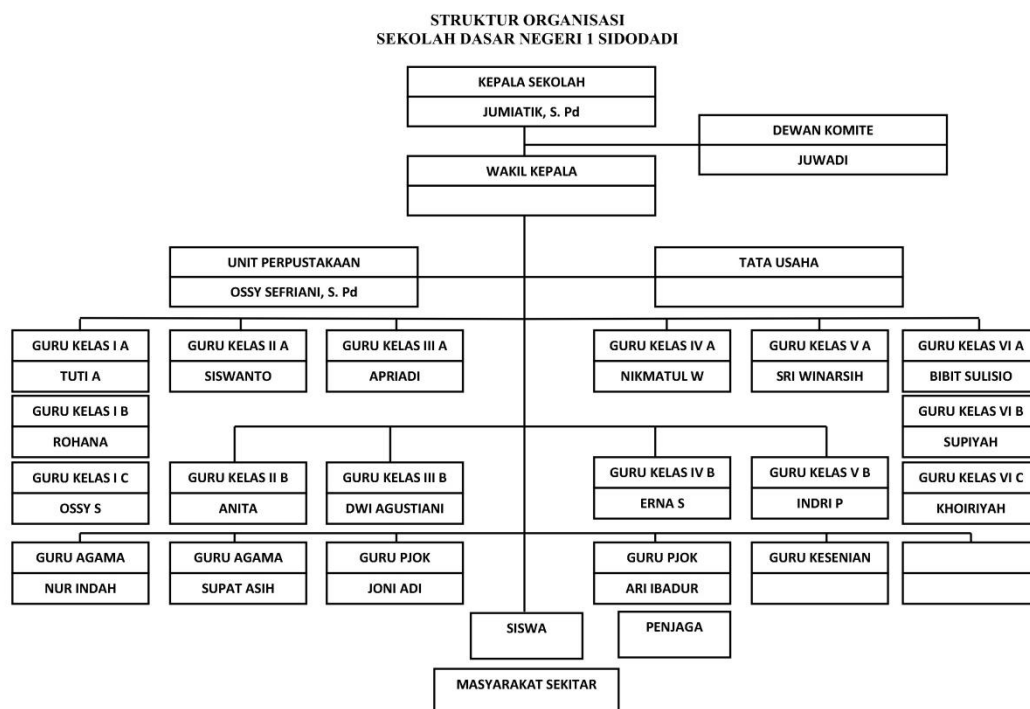 STRUKTUR ORGANISASI
SEKOLAH DASAR NEGERI 1 SIDODADI
KEPALA SEKOLAH
JUMIATIK, S. Pd
DEWAN KOMITE
JUWADI
WAKIL KEPALA
UNIT PERPUSTAKAAN
OSSY SEFRIANI, S. Pd
TATA USAHA
GURU KELAS I A
TUTI A
GURU KELAS II A
SISWANTO
GURU KELAS III A
APRIADI
GURU KELAS IV A
NIKMATUL W
GURU KELAS V A
SRI WINARSIH
GURU KELAS VI A
BIBIT SULISIO
GURU KELAS I B
ROHANA
GURU KELAS VI B
SUPIYAH
GURU KELAS I C
OSSY S
GURU KELAS II B
ANITA
GURU KELAS III B
DWI AGUSTIANI
GURU KELAS IV B
ERNA S
GURU KELAS V B
INDRI P
GURU KELAS VI C
KHOIRIYAH
GURU AGAMA
NUR INDAH
GURU AGAMA
SUPAT ASIH
GURU PJOK
JONI ADI
GURU PJOK
ARI IBADUR
GURU KESENIAN
SISWA
PENJAGA
MASYARAKAT SEKITAR